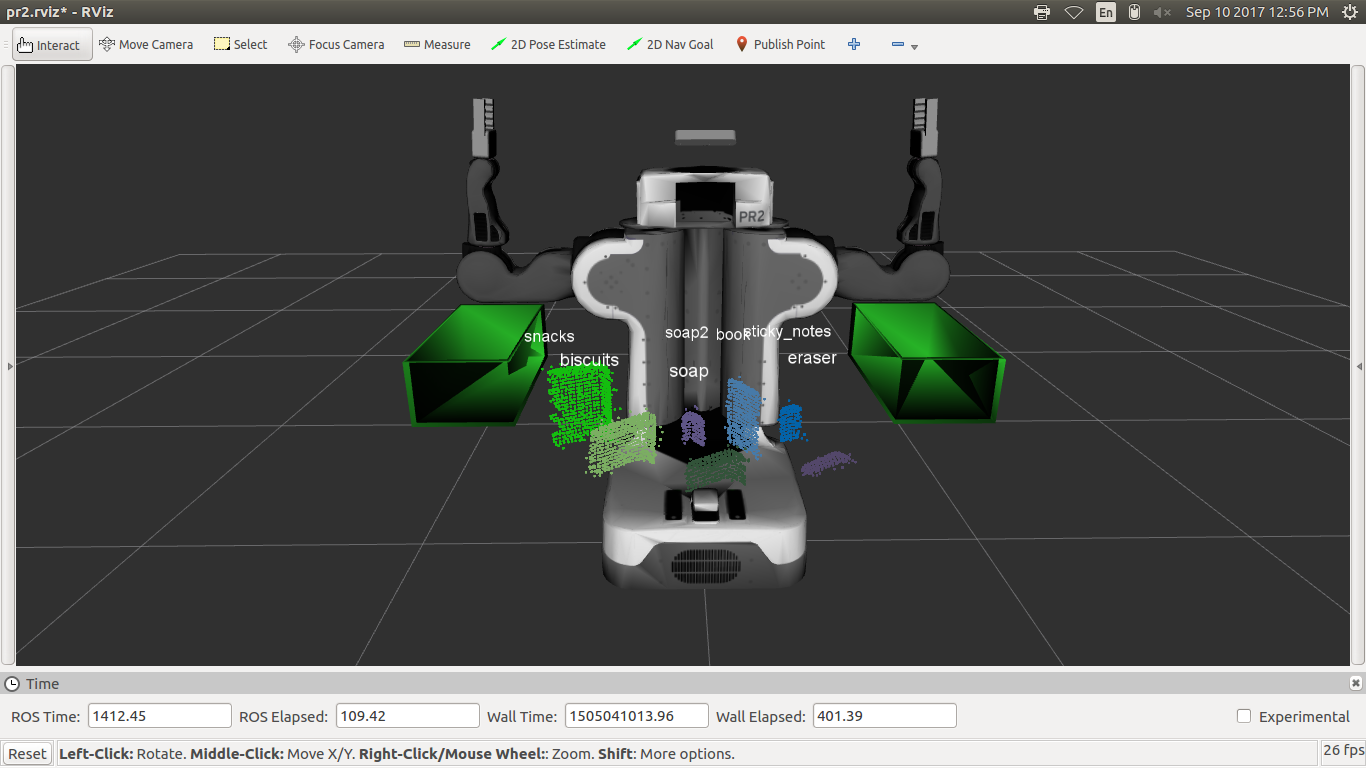 pr2.rviz* - RViz
En
Sep 10 2017 12:56 PM
Interact
Move Camera
Select
Focus Camera
Measure
2D Pose Estimate
2D Nav Goal
Publish Point
PR2
snacks
soap2
book
sticky_notes
biscuits
eraser
soap
Time
ROS Time: 1412.45
ROS Elapsed: 109.42
Wall Time: 1505041013.96
Wall Elapsed: 401.39
Experimental
Reset
Left-Click: Rotate. Middle-Click: Move X/Y. Right-Click/Mouse Wheel:: Zoom. Shift: More options.
26 fps